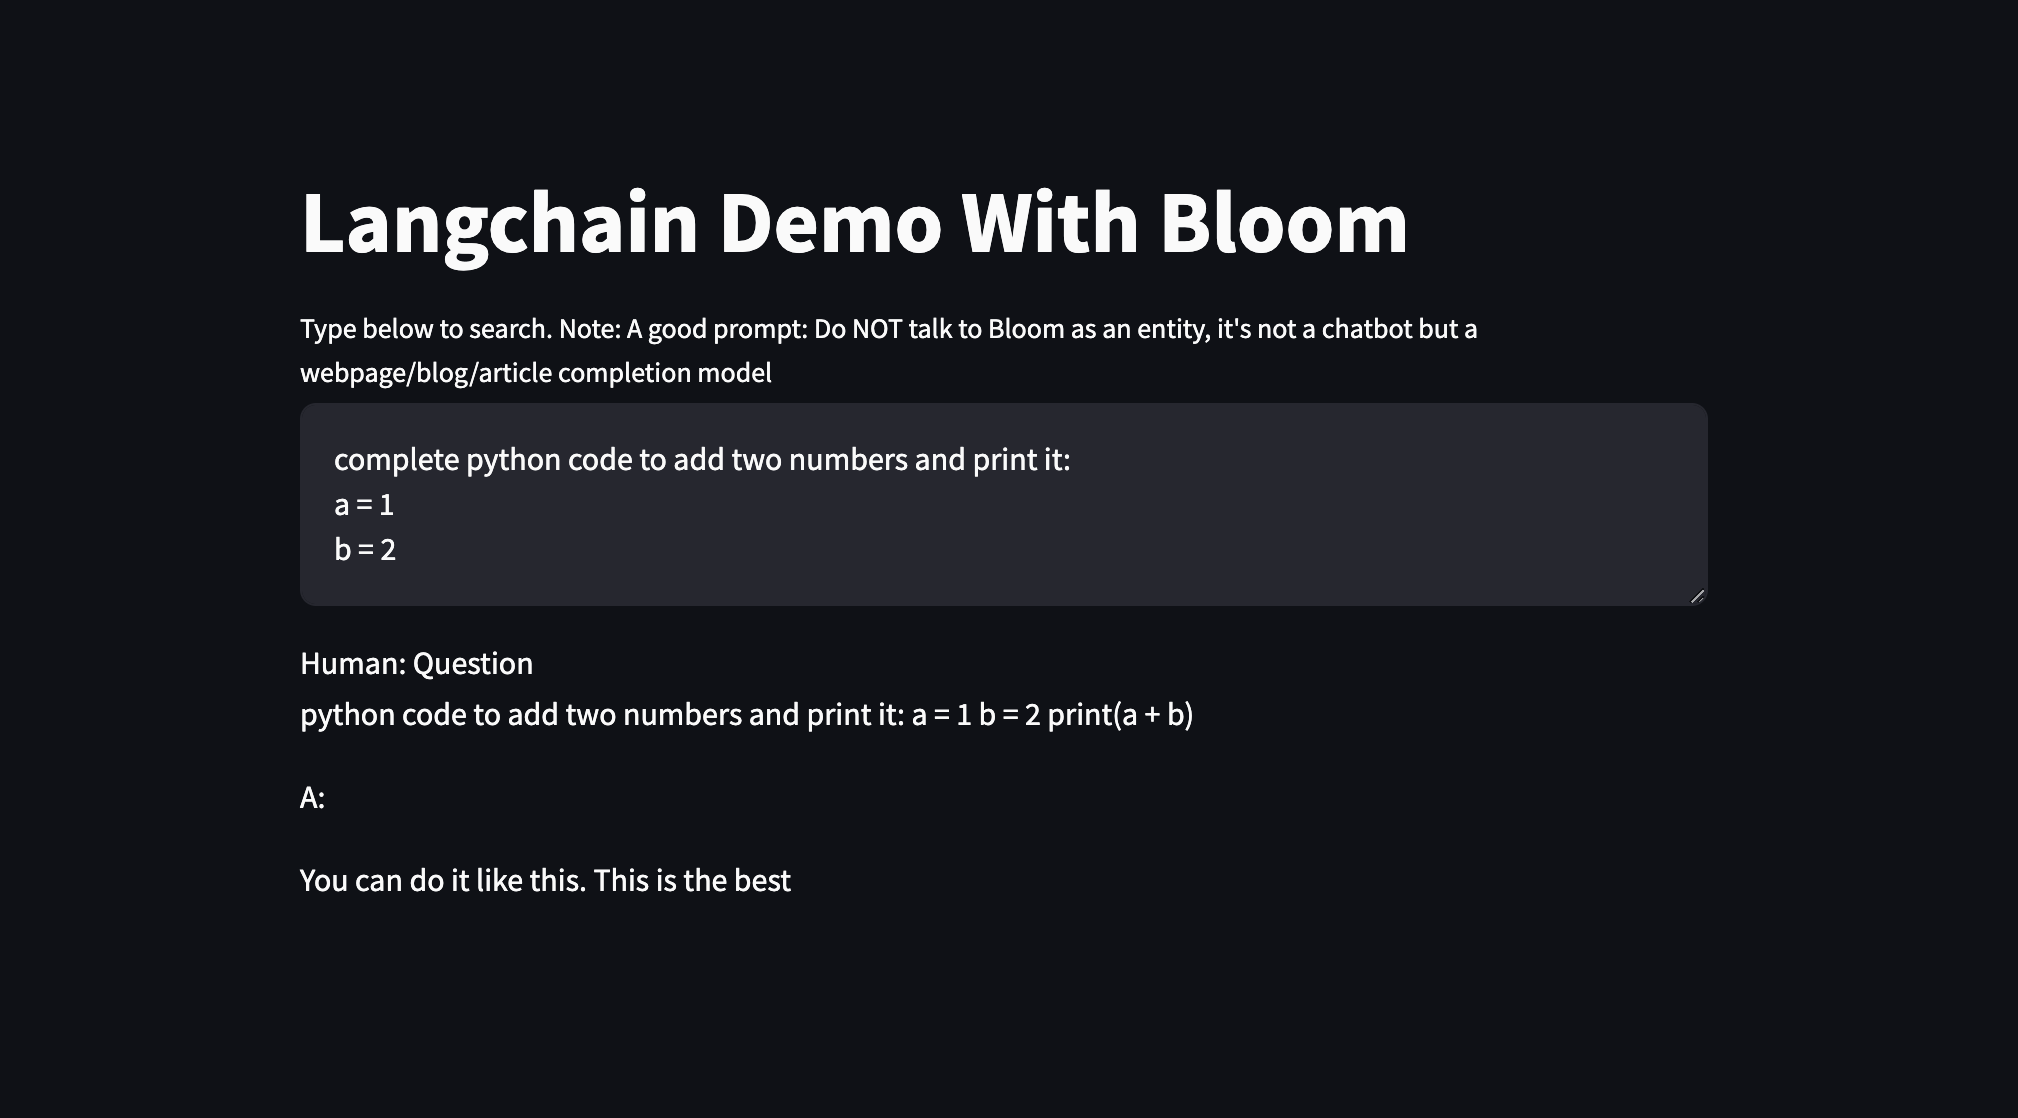 Langchain Demo With Bloom
Type below to search. Note: A good prompt: Do NOT talk to Bloom as an entity, it's not a chatbot but a
webpage/blog/article completion model
complete python code to add two numbers and print it:
a = 1
b = 2
Human: Question
python code to add two numbers and print it: a = 1 b = 2 print(a + b)
A:
You can do it like this. This is the best